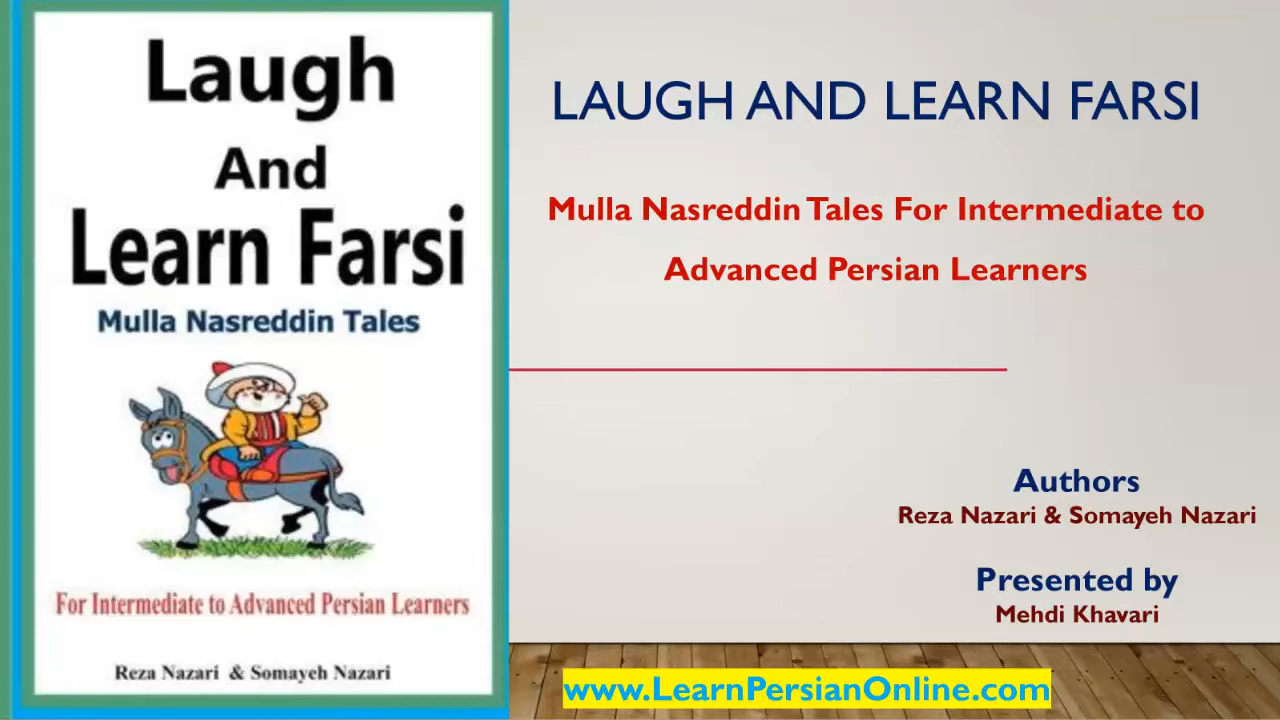 Laugh
And
Learn Farsi
Mulla Nasreddin Tales
For Intermediate to Advanced Persian Learners
Reza Nazari & Somayeh Nazari
LAUGH AND LEARN FARSI
Mulla Nasreddin Tales For Intermediate to
Advanced Persian Learners
Authors
Reza Nazari & Somayeh Nazari
Presented by
Mehdi Khavari
www.LearnPersianOnline.com